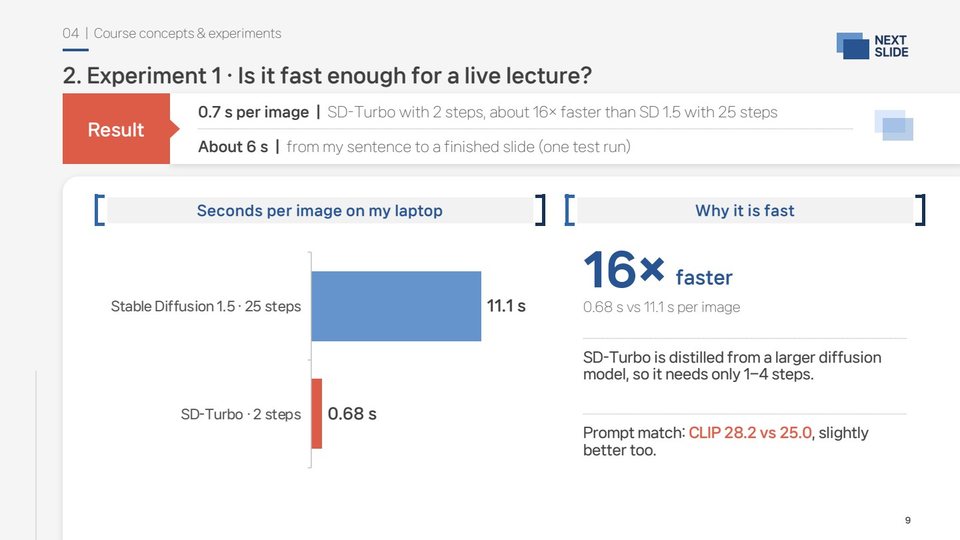 04 | Course concepts & experiments
NEXT
SLIDE
2. Experiment 1 · Is it fast enough for a live lecture?
Result
0.7 s per image | SD-Turbo with 2 steps, about 16× faster than SD 1.5 with 25 steps
About 6 s | from my sentence to a finished slide (one test run)
Seconds per image on my laptop
Stable Diffusion 1.5 · 25 steps
11.1 s
SD-Turbo · 2 steps
0.68 s
Why it is fast
16× faster
0.68 s vs 11.1 s per image
SD-Turbo is distilled from a larger diffusion
model, so it needs only 1–4 steps.
Prompt match: CLIP 28.2 vs 25.0, slightly
better too.
9